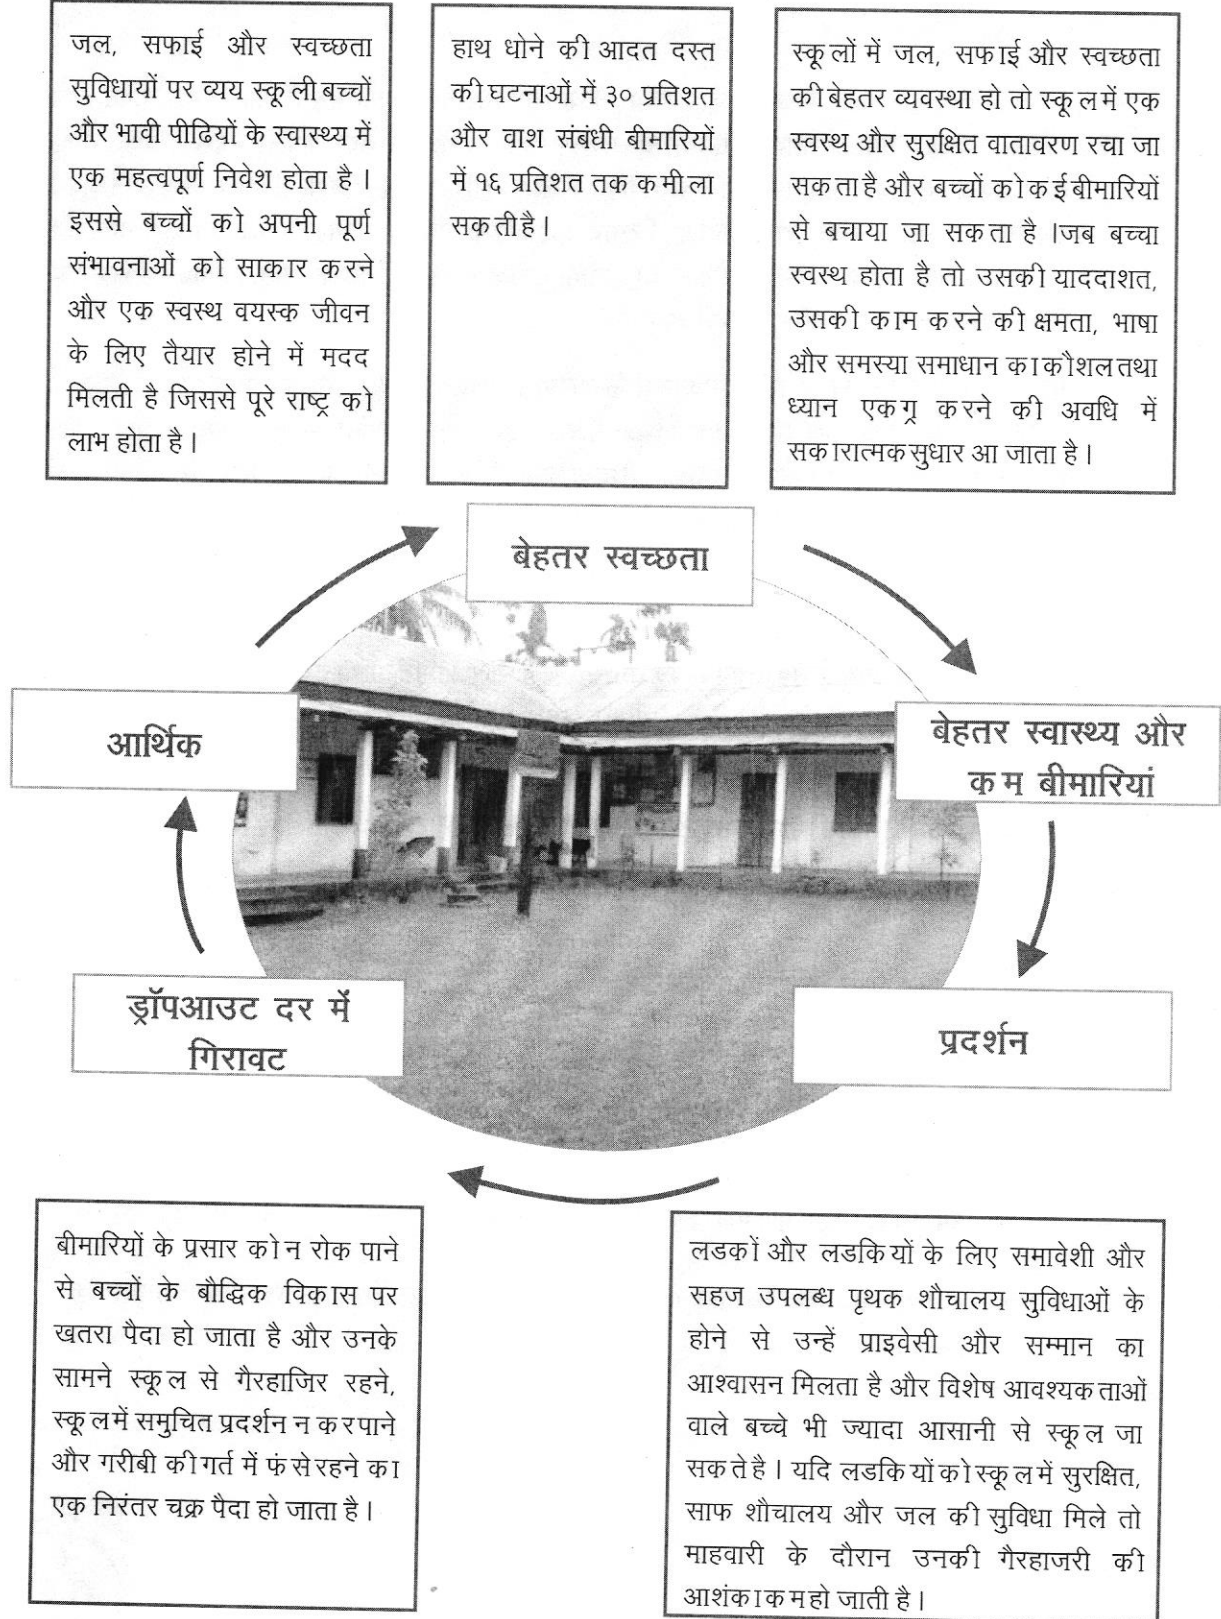 जल, सफाई और स्वच्छता
सुविधायों पर व्यय स्कूली बच्चों
और भावी पीढियों के स्वास्थ्य में
एक महत्वपूर्ण निवेश होता है ।
इससे बच्चों को अपनी पूर्ण
संभावनाओं को साकार करने
और एक स्वस्थ वयस्क जीवन
के लिए तैयार होने में मदद
मिलती है जिससे पूरे राष्ट्र को
लाभ होता है ।
हाथ धोने की आदत दस्त
की घटनाओं में ३० प्रतिशत
और वाश संबंधी बीमारियों
में १६ प्रतिशत तक कमी ला
सकती है ।
स्कूलों में जल, सफाई और स्वच्छता
की बेहतर व्यवस्था हो तो स्कूल में एक
स्वस्थ और सुरक्षित वातावरण रचा जा
सकता है और बच्चों को कई बीमारियों
से बचाया जा सकता है ।जब बच्चा
स्वस्थ होता है तो उसकी याददाशत,
उसकी काम करने की क्षमता, भाषा
और समस्या समाधान का कौशल तथा
ध्यान एकगृ करने की अवधि में
सकारात्मक सुधार आ जाता है ।
बेहतर स्वच्छता
आर्थिक
बेहतर स्वास्थ्य और
कम बीमारियां
ड्रॉपआउट दर में
गिरावट
प्रदर्शन
बीमारियों के प्रसार को न रोक पाने
से बच्चों के बौद्धिक विकास पर
खतरा पैदा हो जाता है और उनके
सामने स्कूल से गैरहाजिर रहने,
स्कूल में समुचित प्रदर्शन न कर पाने
और गरीबी की गर्त में फंसे रहने का
एक निरंतर चक्र पैदा हो जाता है ।
लडकों और लडकियों के लिए समावेशी और
सहज उपलब्ध पृथक शौचालय सुविधाओं के
होने से उन्हें प्राइवेसी और सम्मान का
आश्वासन मिलता है और विशेष आवश्यकताओं
वाले बच्चे भी ज्यादा आसानी से स्कूल जा
सकते है । यदि लडकियों को स्कूल में सुरक्षित,
साफ शौचालय और जल की सुविधा मिले तो
माहवारी के दौरान उनकी गैरहाजरी की
आशंका कम हो जाती है ।